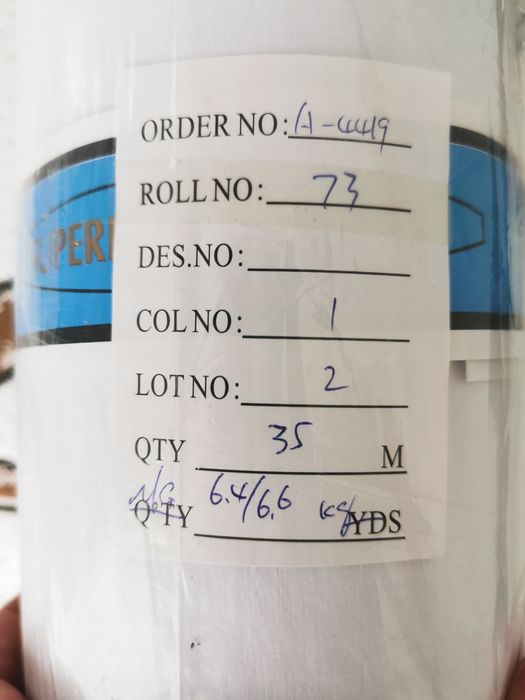 ORDER NO: A-4419
ROLL NO: 73
DES.NO:
COL NO: 1
LOT NO: 2
QTY 35 M
N/G QTY 6.4/6.6 kg YDS